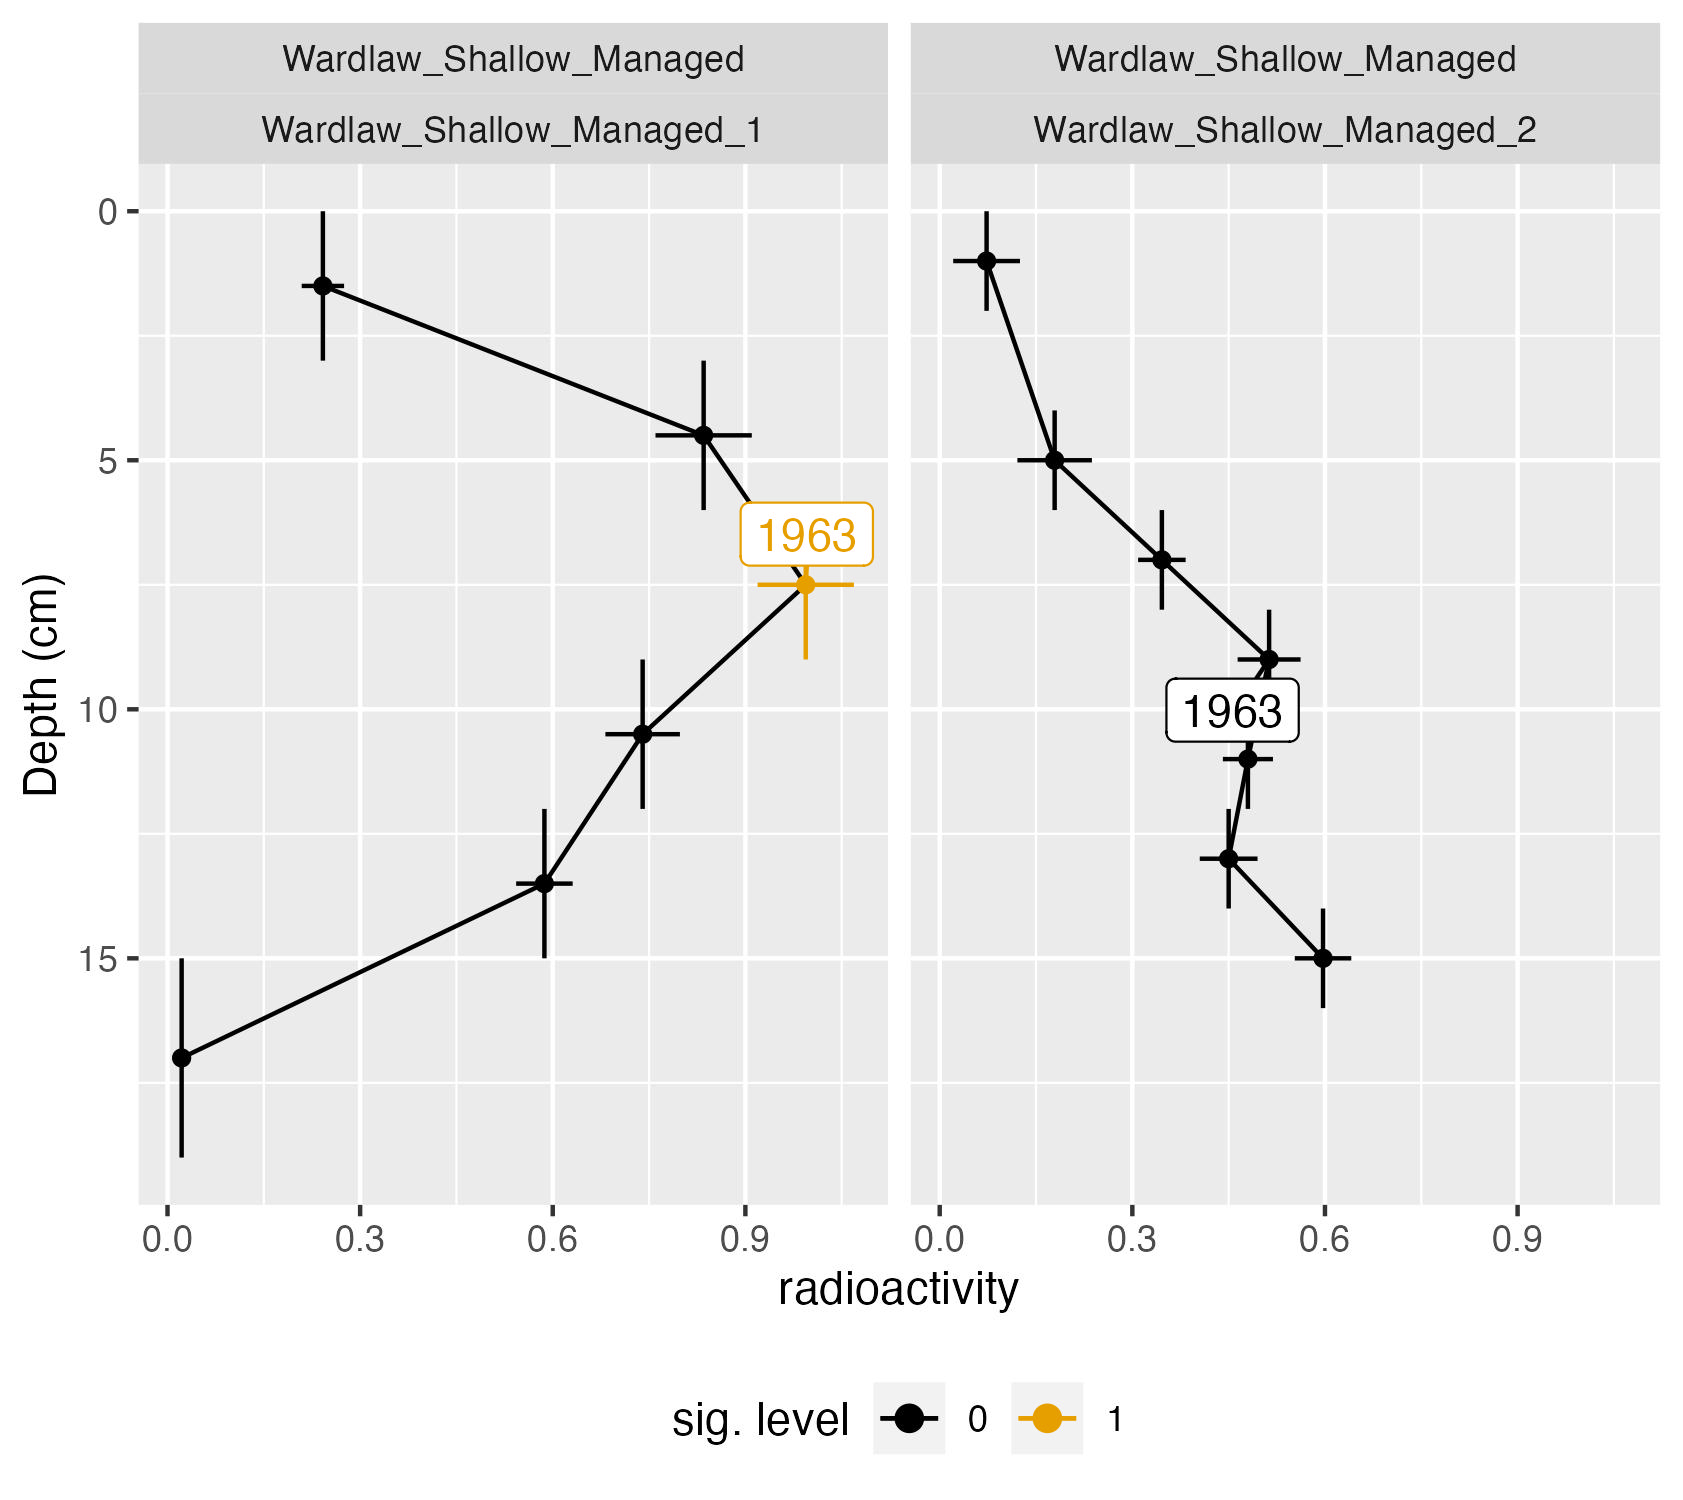 Wardlaw_Shallow_Managed
Wardlaw_Shallow_Managed_1
Wardlaw_Shallow_Managed
Wardlaw_Shallow_Managed_2
Depth (cm)
0
5
10
15
1963
1963
0.0 0.3 0.6 0.9
0.0 0.3 0.6 0.9
radioactivity
sig. level 0 1